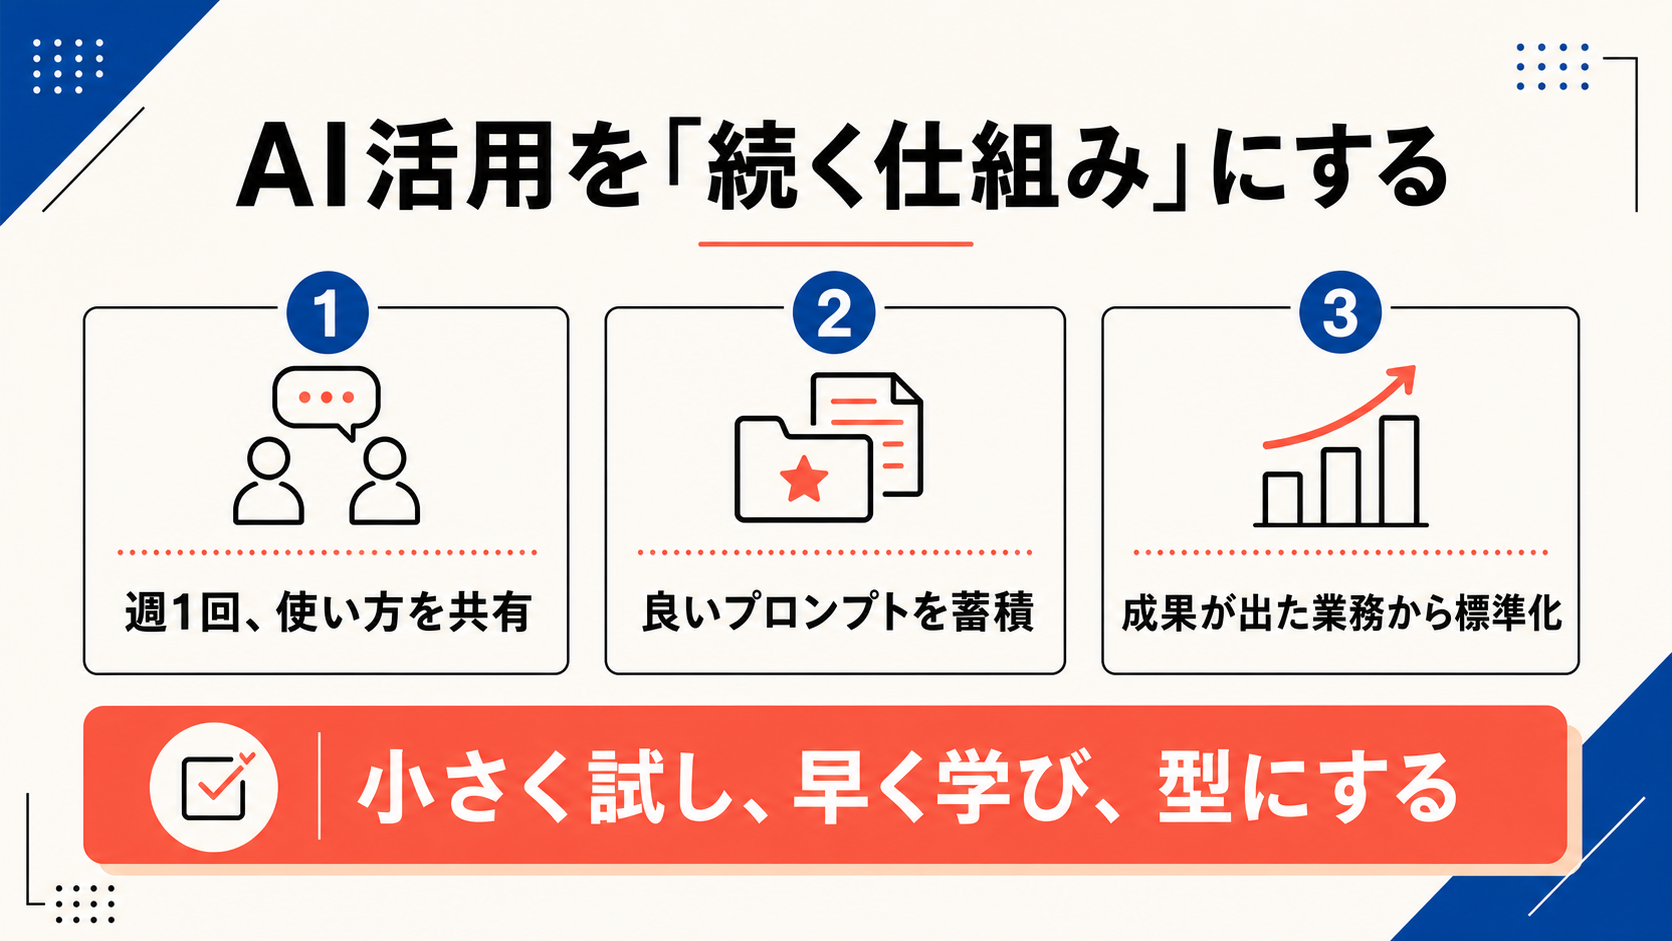 AI活用を「続く仕組み」にする
1
週1回、使い方を共有
2
良いプロンプトを蓄積
3
成果が出た業務から標準化
小さく試し、早く学び、型にする